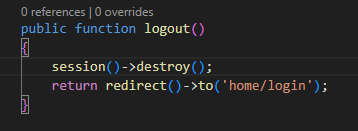 0 references | 0 overrides
public function logout()
{
session()->destroy();
return redirect()->to('home/login');
}